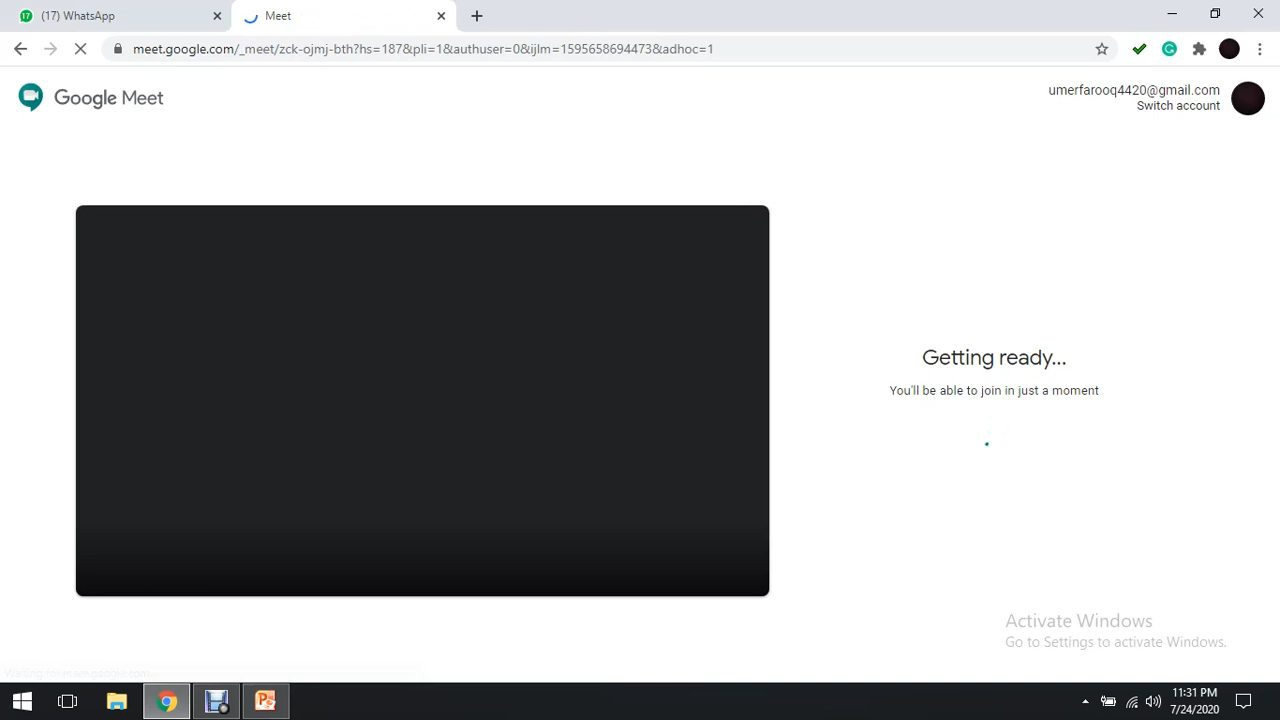 (17) WhatsApp
Meet
meet.google.com/_meet/zck-ojmj-bth?hs=187&pli=1&authuser=0&ijlm=1595658694473&adhoc=1
Google Meet
umerfarooq4420@gmail.com
Switch account
Getting ready...
You'll be able to join in just a moment
Activate Windows
Go to Settings to activate Windows.
11:31 PM
7/24/2020